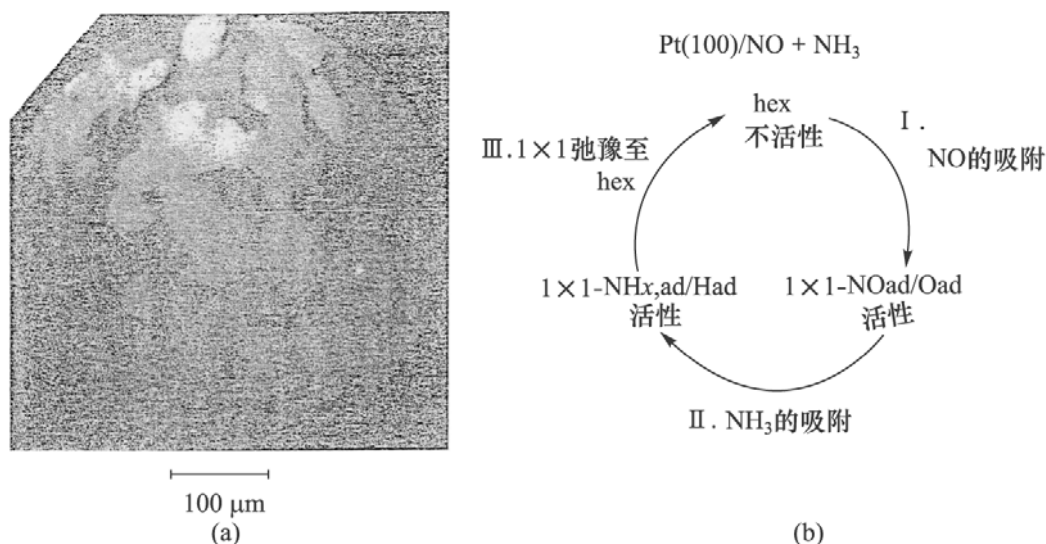 100 μm
(a)
Pt(100)/NO + NH₃
hex
不活性
Ⅰ.
NO的吸附
Ⅲ.1×1弛豫至
hex
1×1-NHx,ad/Had
活性
1×1-NOad/Oad
活性
Ⅱ. NH₃的吸附
(b)